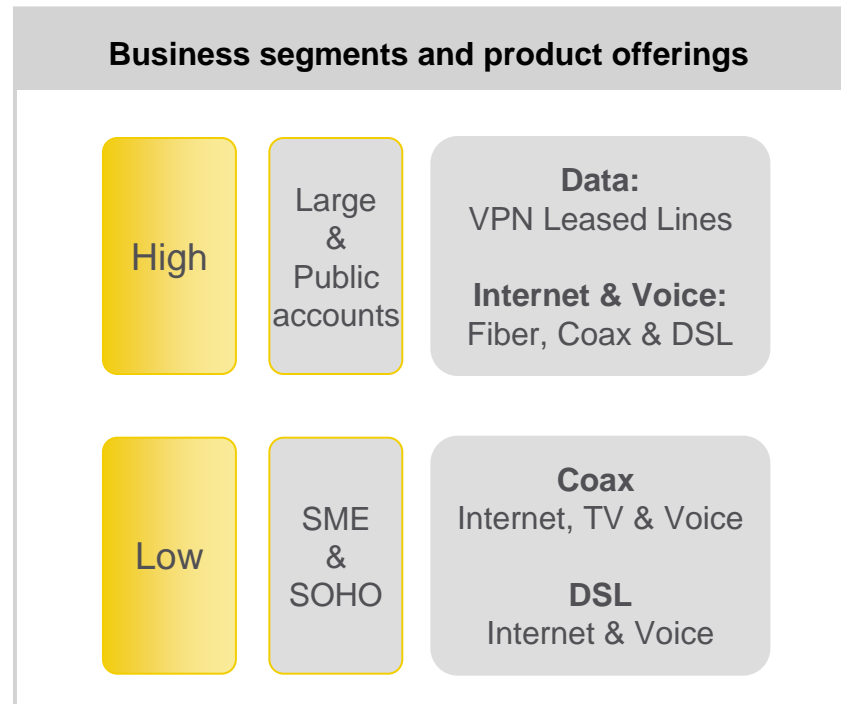 Business segments and product offerings
High
Large
&
Public
accounts
Data:
VPN Leased Lines
Internet & Voice:
Fiber, Coax & DSL
Low
SME
&
SOHO
Coax
Internet, TV & Voice
DSL
Internet & Voice